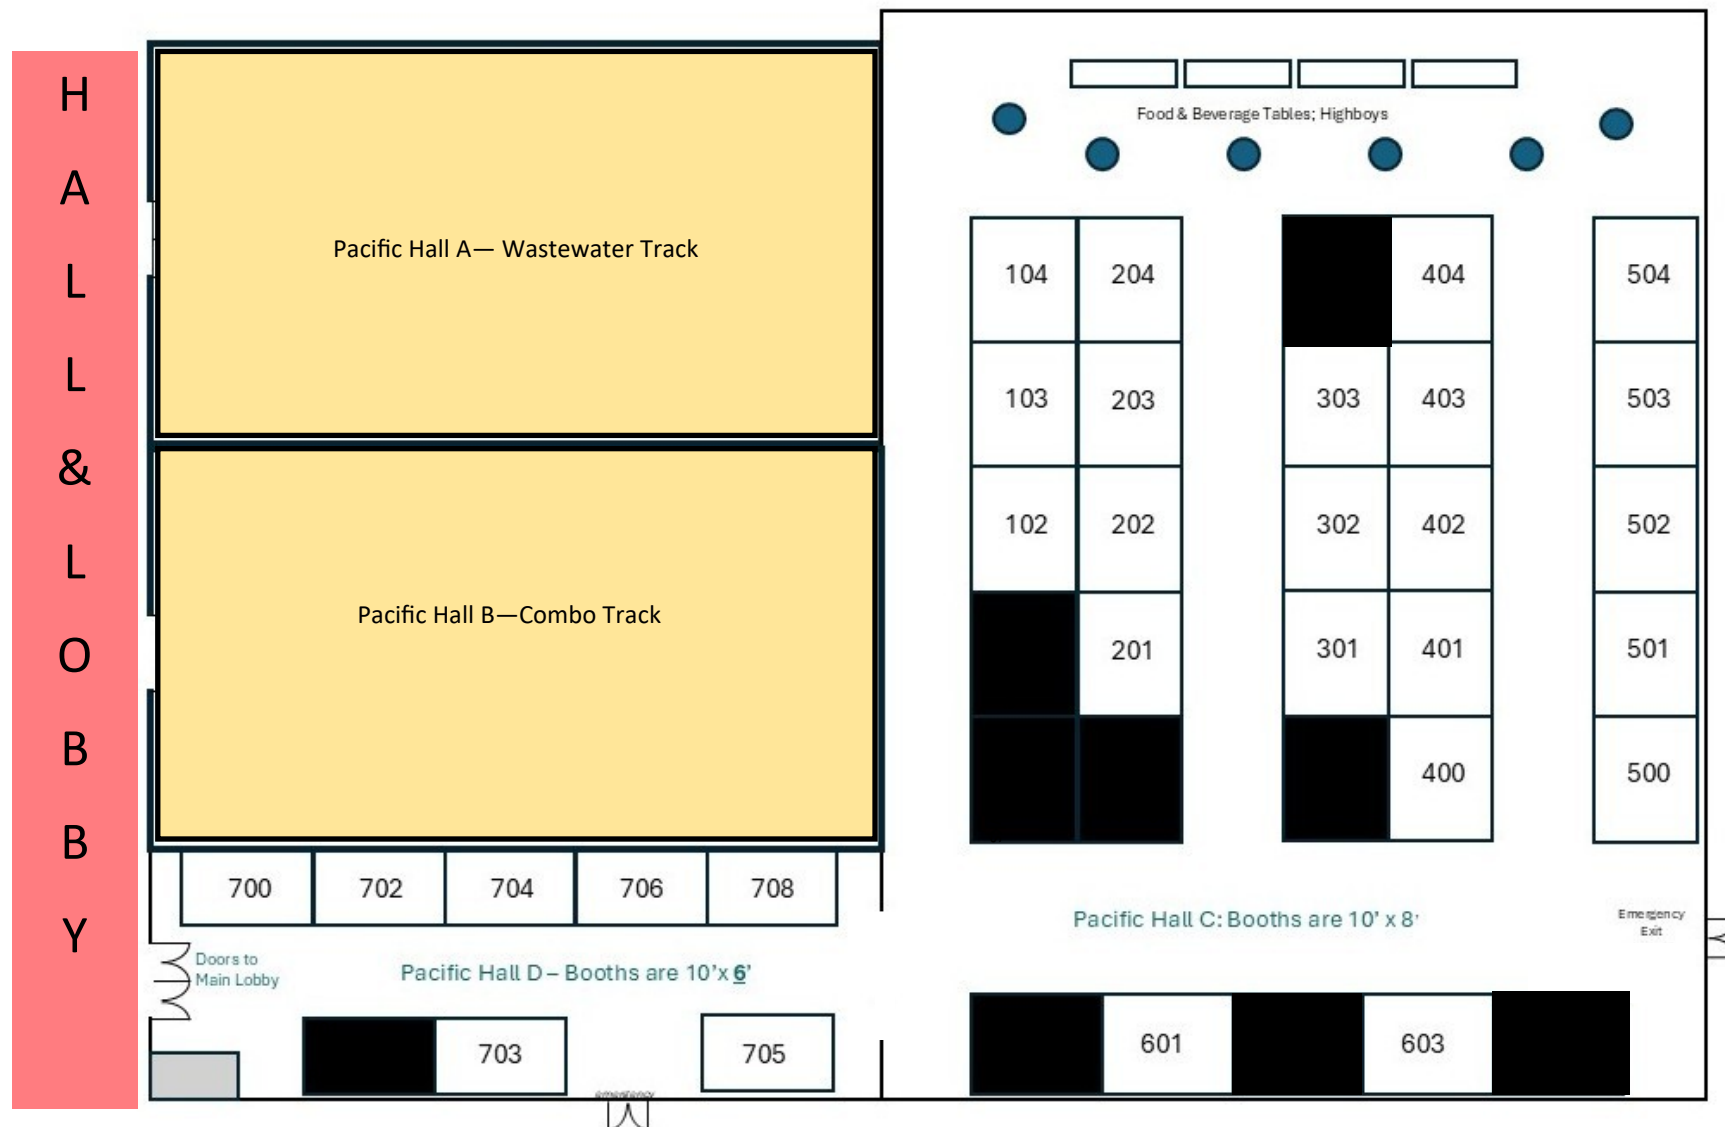 H
A
L
L
&
L
O
B
B
Y
Pacific Hall A— Wastewater Track
Pacific Hall B—Combo Track
Food & Beverage Tables; Highboys
104 204 404 504
103 203 303 403 503
102 202 302 402 502
201 301 401 501
400 500
700 702 704 706 708
Doors to
Main Lobby
Pacific Hall D – Booths are 10'x 6'
Pacific Hall C: Booths are 10' x 8'
Emergency
Exit
703 705
601 603
emergency